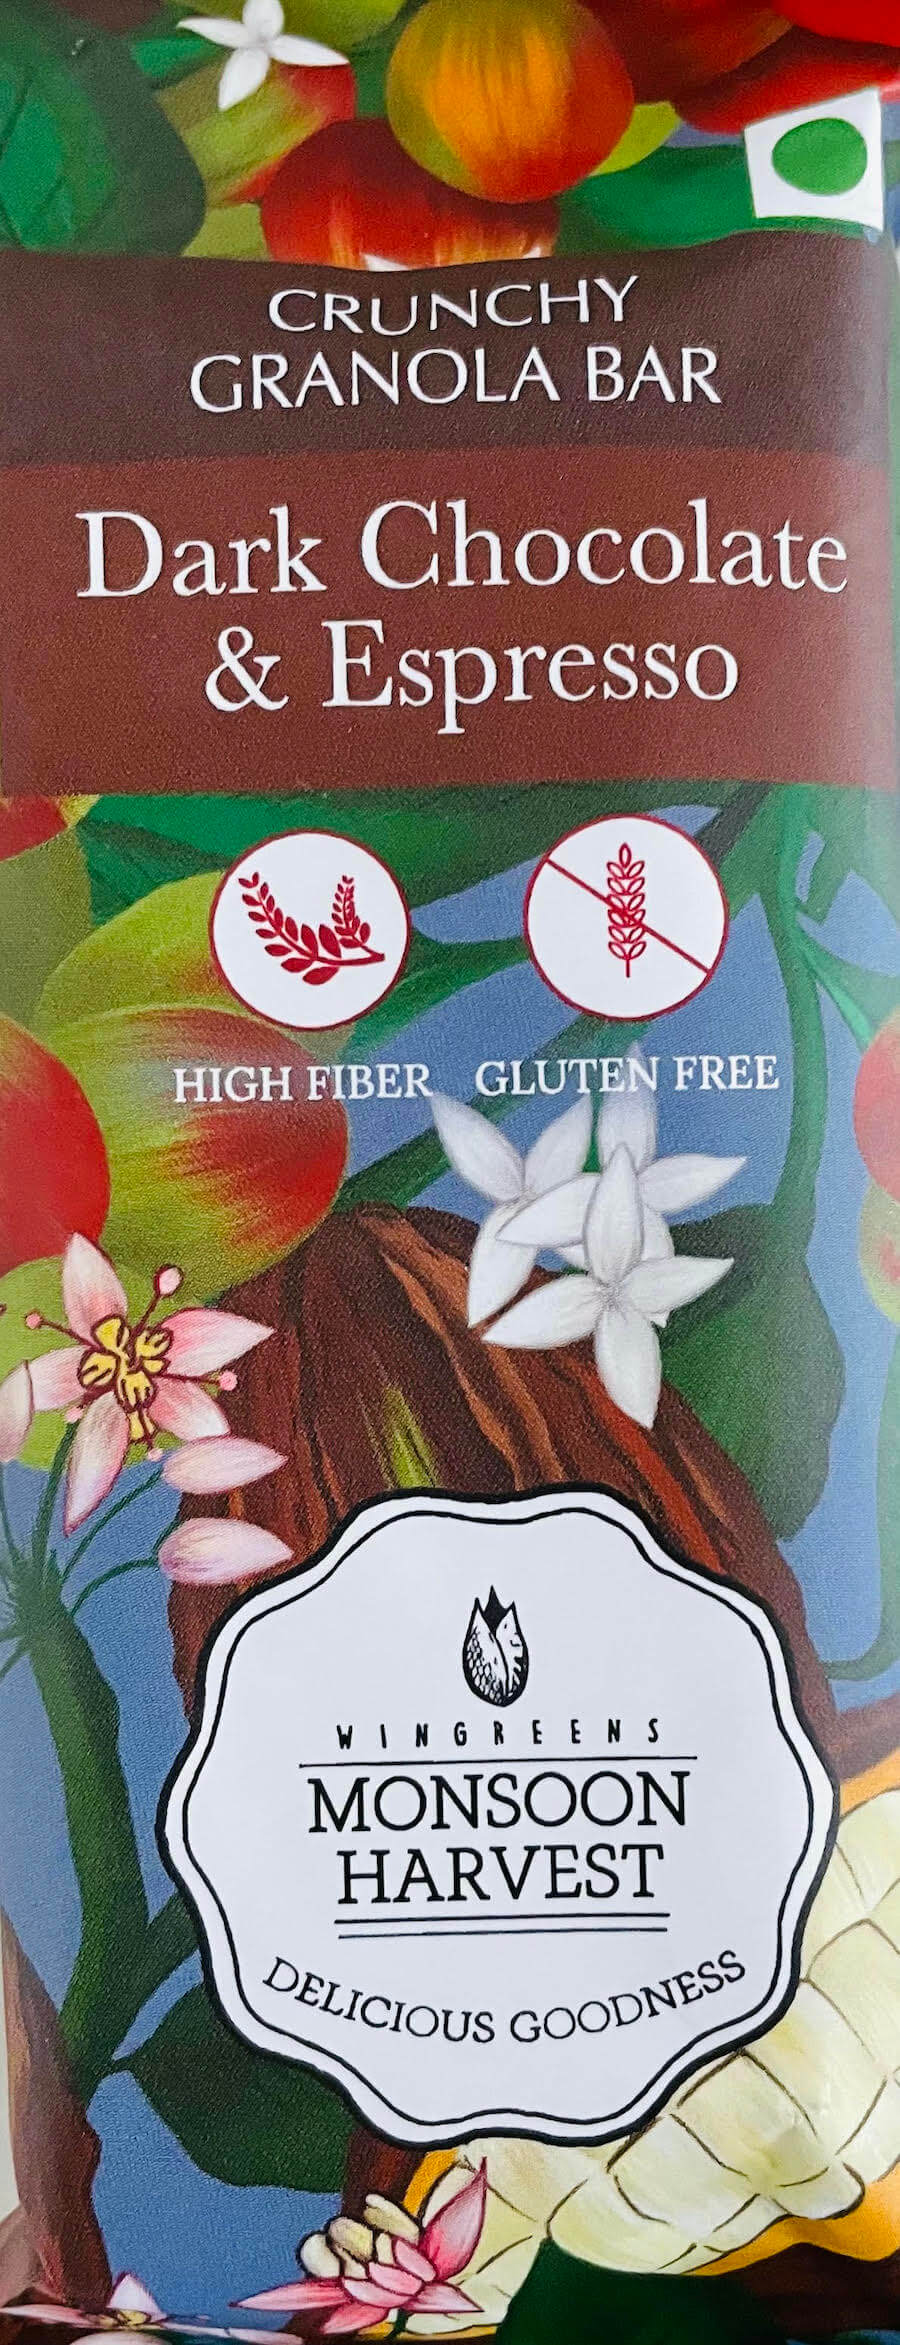 CRUNCHY
GRANOLA BAR
Dark Chocolate
& Espresso
HIGH FIBER
GLUTEN FREE
WINGREENS
MONSOON
HARVEST
DELICIOUS GOODNESS